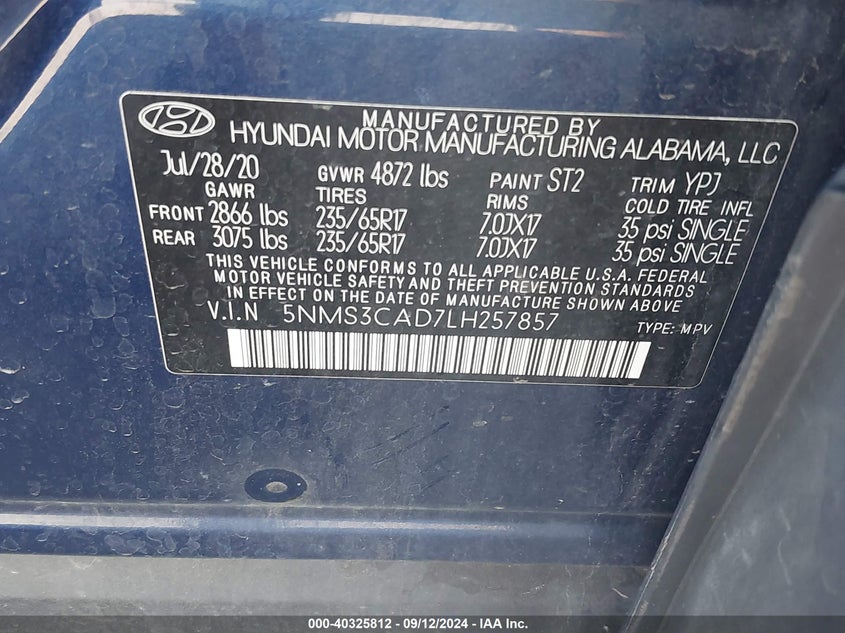 MANUFACTURED BY
HYUNDAI MOTOR MANUFACTURING ALABAMA, LLC
Jul/28/20 GVWR 4872 lbs PAINT ST2 TRIM YPJ
GAWR TIRES RIMS COLD TIRE INFL
FRONT 2866 lbs 235/65R17 7.0JX17 35 psi SINGLE
REAR 3075 lbs 235/65R17 7.0JX17 35 psi SINGLE
THIS VEHICLE CONFORMS TO ALL APPLICABLE U.S.A. FEDERAL
MOTOR VEHICLE SAFETY AND THEFT PREVENTION STANDARDS
IN EFFECT ON THE DATE OF MANUFACTURE SHOWN ABOVE
V.I.N 5NMS3CAD7LH257857 TYPE: MPV
000-40325812 - 09/12/2024 - IAA Inc.